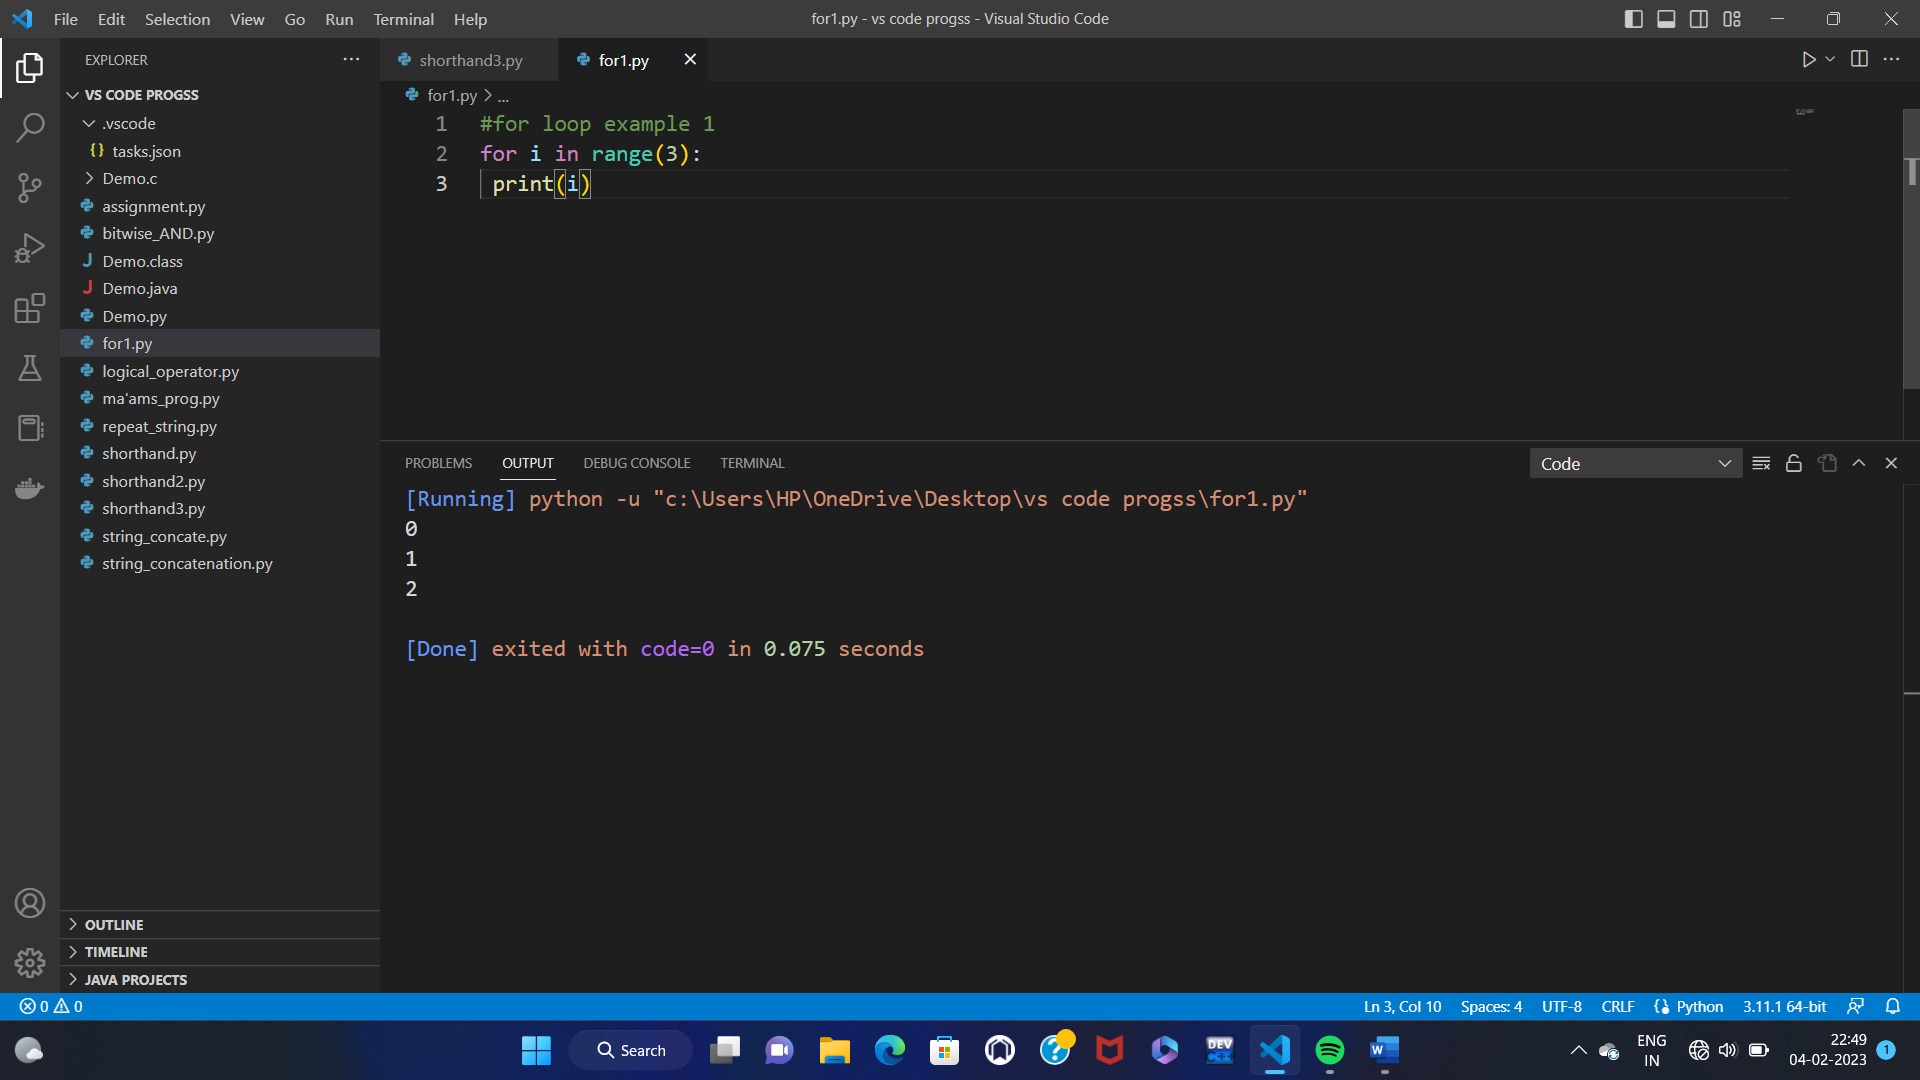 File Edit Selection View Go Run Terminal Help
for1.py - vs code progss - Visual Studio Code
EXPLORER
VS CODE PROGSS
.vscode
{} tasks.json
Demo.c
assignment.py
bitwise_AND.py
J Demo.class
J Demo.java
Demo.py
for1.py
logical_operator.py
ma'ams_prog.py
repeat_string.py
shorthand.py
shorthand2.py
shorthand3.py
string_concate.py
string_concatenation.py
OUTLINE
TIMELINE
JAVA PROJECTS
shorthand3.py for1.py
for1.py > ...
1 #for loop example 1
2 for i in range(3):
3 print(i)
PROBLEMS OUTPUT DEBUG CONSOLE TERMINAL
Code
[Running] python -u "c:\Users\HP\OneDrive\Desktop\vs code progss\for1.py"
0
1
2
[Done] exited with code=0 in 0.075 seconds
0 0
Ln 3, Col 10 Spaces: 4 UTF-8 CRLF {} Python 3.11.1 64-bit
Search
DEV
C++
W
ENG
IN
22:49
04-02-2023
1